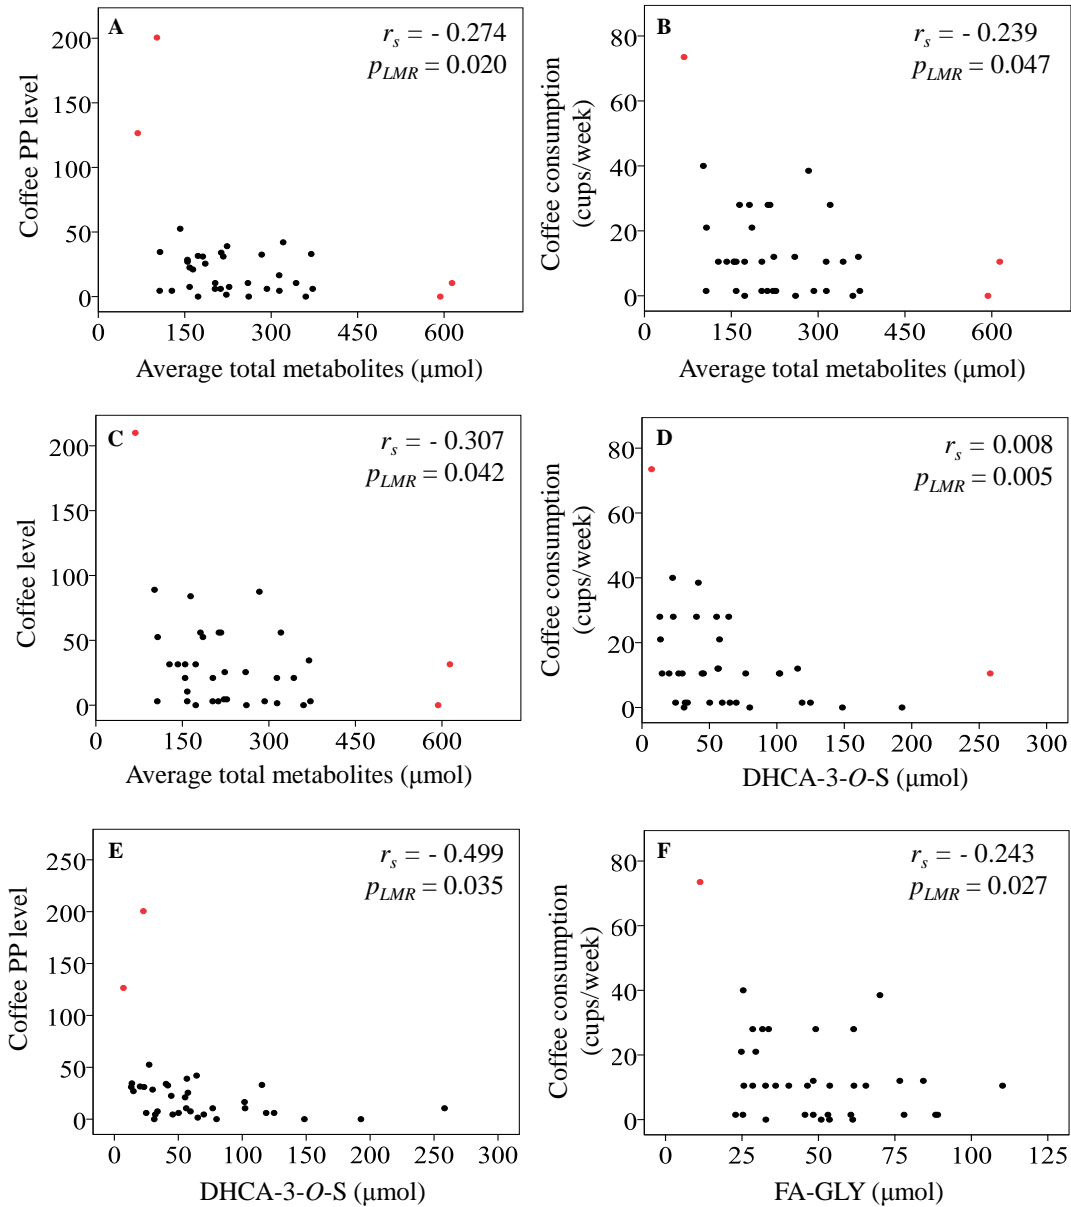 A
r_s = - 0.274
p_LMR = 0.020
200
150
100
50
0
Coffee PP level
0 150 300 450 600
Average total metabolites (μmol)
B
r_s = - 0.239
p_LMR = 0.047
80
60
40
20
0
Coffee consumption
(cups/week)
0 150 300 450 600
Average total metabolites (μmol)
C
r_s = - 0.307
p_LMR = 0.042
200
150
100
50
0
Coffee level
0 150 300 450 600
Average total metabolites (μmol)
D
r_s = 0.008
p_LMR = 0.005
80
60
40
20
0
Coffee consumption
(cups/week)
0 50 100 150 200 250 300
DHCA-3-O-S (μmol)
E
r_s = - 0.499
p_LMR = 0.035
250
200
150
100
50
0
Coffee PP level
0 50 100 150 200 250 300
DHCA-3-O-S (μmol)
F
r_s = - 0.243
p_LMR = 0.027
80
60
40
20
0
Coffee consumption
(cups/week)
0 25 50 75 100 125
FA-GLY (μmol)